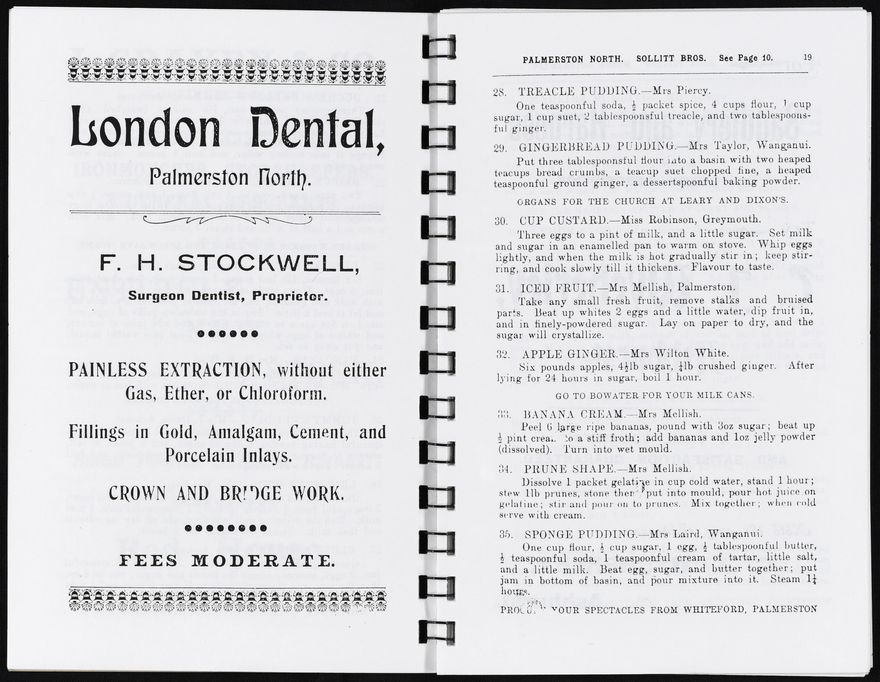 London Dental,
Palmerston North.
F. H. STOCKWELL,
Surgeon Dentist, Proprietor.
PAINLESS EXTRACTION, without either
Gas, Ether, or Chloroform.
Fillings in Gold, Amalgam, Cement, and
Porcelain Inlays.
CROWN AND BRIDGE WORK.
FEES MODERATE.
PALMERSTON NORTH. SOLLITT BROS. See Page 10. 19
28. TREACLE PUDDING.—Mrs Piercy.
One teaspoonful soda, ½ packet spice, 4 cups flour, 1 cup
sugar, 1 cup suet, 2 tablespoonsful treacle, and two tablespoons-
ful ginger.
29. GINGERBREAD PUDDING.—Mrs Taylor, Wanganui.
Put three tablespoonsful flour into a basin with two heaped
teacups bread crumbs, a teacup suet chopped fine, a heaped
teaspoonful ground ginger, a dessertspoonful baking powder.
ORGANS FOR THE CHURCH AT LEARY AND DIXON'S.
30. CUP CUSTARD.—Miss Robinson, Greymouth.
Three eggs to a pint of milk, and a little sugar. Set milk
and sugar in an enamelled pan to warm on stove. Whip eggs
lightly, and when the milk is hot gradually stir in; keep stir-
ring, and cook slowly till it thickens. Flavour to taste.
31. ICED FRUIT.—Mrs Mellish, Palmerston.
Take any small fresh fruit, remove stalks and bruised
parts. Beat up whites 2 eggs and a little water, dip fruit in,
and in finely-powdered sugar. Lay on paper to dry, and the
sugar will crystallize.
32. APPLE GINGER.—Mrs Wilton White.
Six pounds apples, 4½lb sugar, ¼lb crushed ginger. After
lying for 24 hours in sugar, boil 1 hour.
GO TO BOWATER FOR YOUR MILK CANS.
33. BANANA CREAM.—Mrs Mellish.
Peel 6 large ripe bananas, pound with 3oz sugar; beat up
½ pint cream to a stiff froth; add bananas and 1oz jelly powder
(dissolved). Turn into wet mould.
34. PRUNE SHAPE.—Mrs Mellish.
Dissolve 1 packet gelatine in cup cold water, stand 1 hour;
stew 1lb prunes, stone them, put into mould, pour hot juice on
gelatine; stir and pour on to prunes. Mix together; when cold
serve with cream.
35. SPONGE PUDDING.—Mrs Laird, Wanganui.
One cup flour, ½ cup sugar, 1 egg, ½ tablespoonful butter,
½ teaspoonful soda, 1 teaspoonful cream of tartar, little salt,
and a little milk. Beat egg, sugar, and butter together; put
jam in bottom of basin, and pour mixture into it. Steam 1¼
hours.
YOUR SPECTACLES FROM WHITEFORD, PALMERSTON